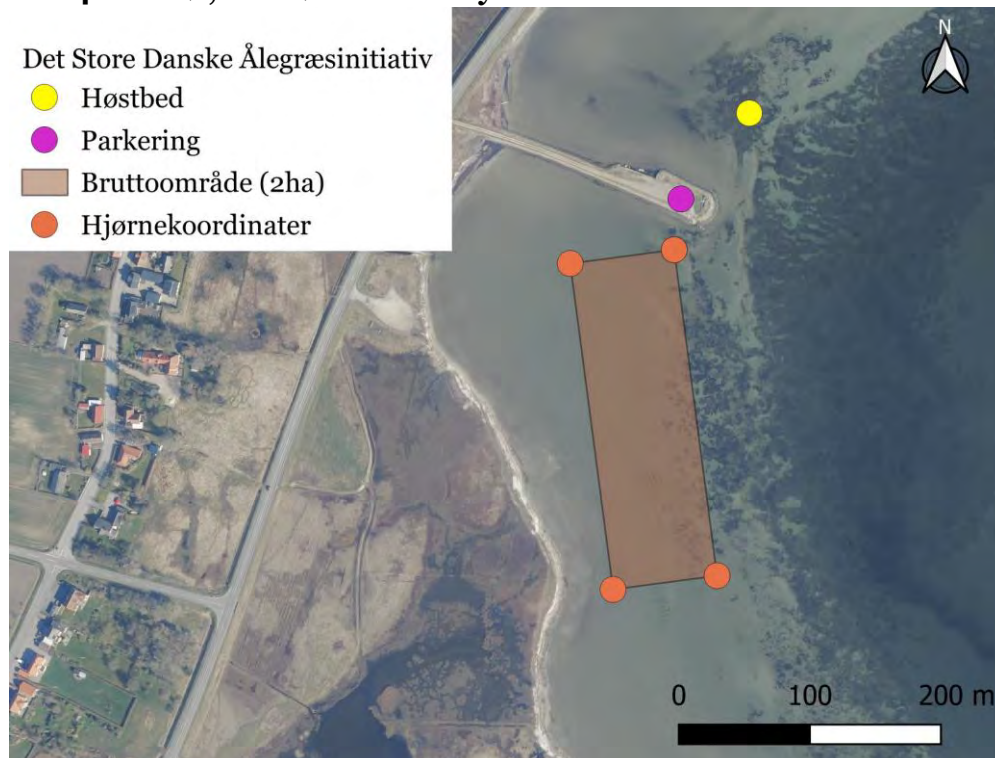 Det Store Danske Ålegræsinitiativ
Høstbed
Parkering
Bruttoområde (2ha)
Hjørnekoordinater
N
0 100 200 m